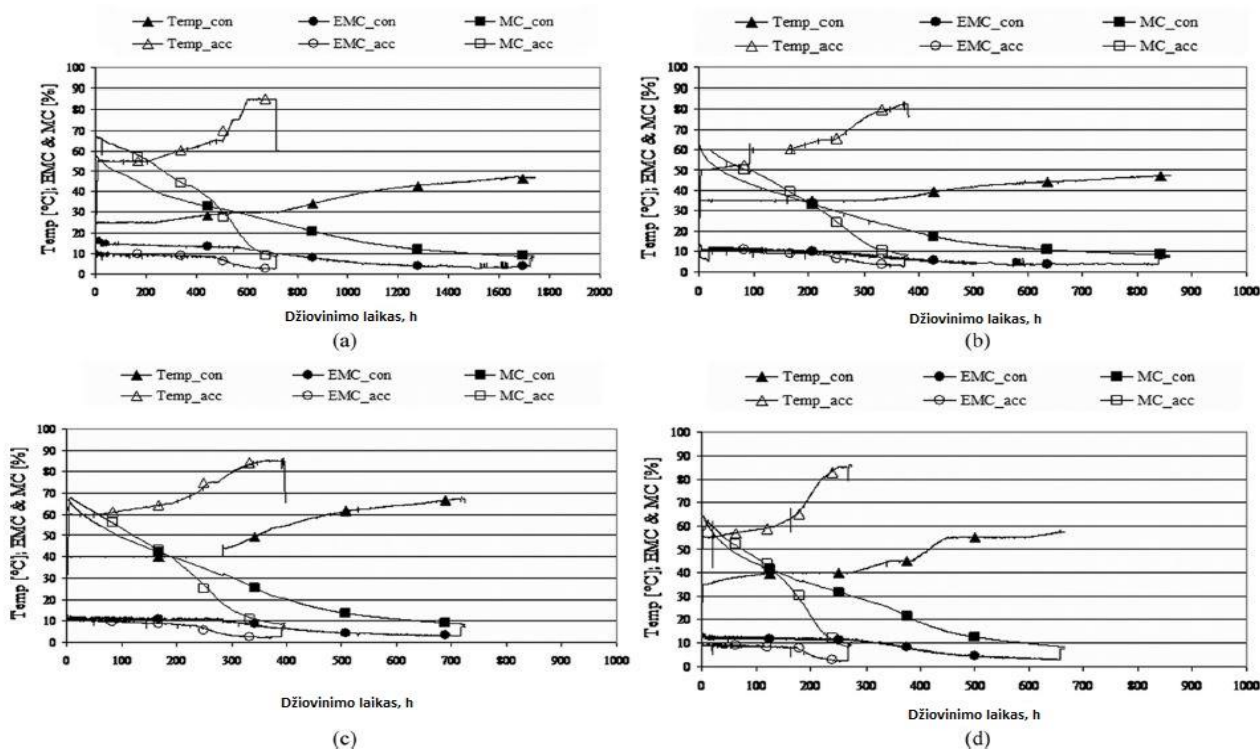 Temp_con EMC_con MC_con
Temp_acc EMC_acc MC_acc
Temp [°C]; EMC & MC [%]
100
90
80
70
60
50
40
30
20
10
0
0 200 400 600 800 1000 1200 1400 1600 1800 2000
Džiovinimo laikas, h
(a)
Temp_con EMC_con MC_con
Temp_acc EMC_acc MC_acc
Temp [°C]; EMC & MC [%]
100
90
80
70
60
50
40
30
20
10
0
0 100 200 300 400 500 600 700 800 900 1000
Džiovinimo laikas, h
(b)
Temp_con EMC_con MC_con
Temp_acc EMC_acc MC_acc
Temp [°C]; EMC & MC [%]
100
90
80
70
60
50
40
30
20
10
0
0 100 200 300 400 500 600 700 800 900 1000
Džiovinimo laikas, h
(c)
Temp_con EMC_con MC_con
Temp_acc EMC_acc MC_acc
Temp [°C]; EMC & MC [%]
100
90
80
70
60
50
40
30
20
10
0
0 100 200 300 400 500 600 700 800 900 1000
Džiovinimo laikas, h
(d)